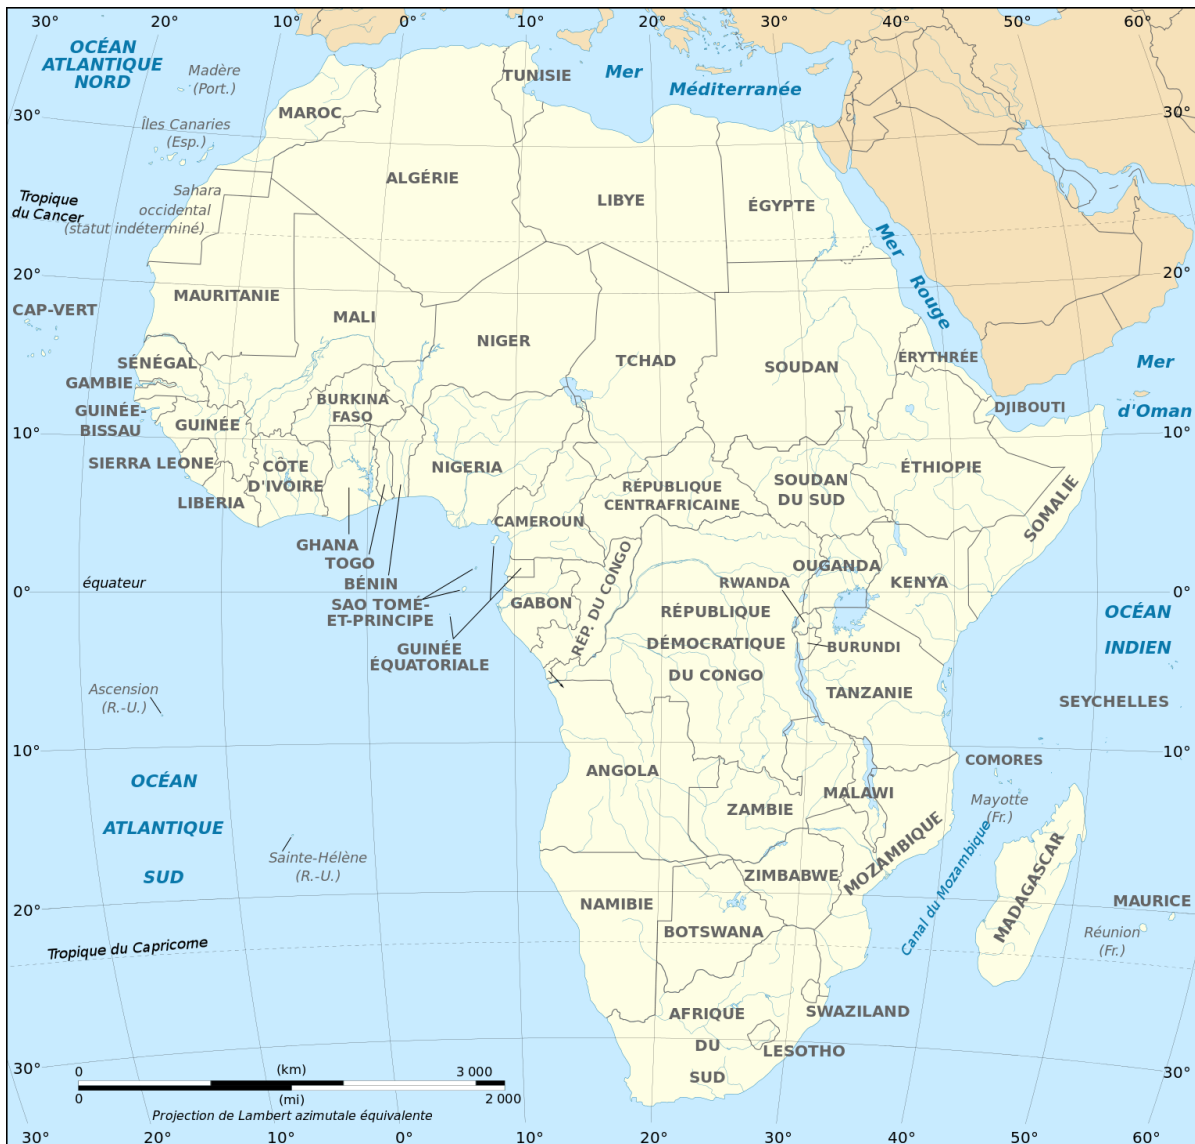 30°
20°
10°
0°
10°
20°
30°
40°
50°
60°
OCÉAN
ATLANTIQUE
NORD
Madère
(Port.)
TUNISIE
Mer
Méditerranée
30°
MAROC
30°
Îles Canaries
(Esp.)
ALGÉRIE
LIBYE
ÉGYPTE
Tropique
du Cancer
Sahara
occidental
(statut indéterminé)
Mer
Rouge
20°
20°
CAP-VERT
MAURITANIE
MALI
NIGER
TCHAD
SOUDAN
ÉRYTHRÉE
Mer
d'Oman
SÉNÉGAL
GAMBIE
GUINÉE-
BISSAU
GUINÉE
BURKINA
FASO
DJIBOUTI
10°
10°
SIERRA LEONE
CÔTE
D'IVOIRE
NIGERIA
RÉPUBLIQUE
CENTRAFRICAINE
SOUDAN
DU SUD
ÉTHIOPIE
SOMALIE
LIBERIA
CAMEROUN
GHANA
TOGO
BÉNIN
équateur
RÉP. DU CONGO
OUGANDA
RWANDA
KENYA
0°
0°
SAO TOMÉ-
ET-PRINCIPE
GABON
RÉPUBLIQUE
DÉMOCRATIQUE
DU CONGO
OCÉAN
INDIEN
GUINÉE
ÉQUATORIALE
BURUNDI
TANZANIE
Ascension
(R.-U.)
SEYCHELLES
10°
10°
OCÉAN
ATLANTIQUE
SUD
ANGOLA
ZAMBIE
MALAWI
COMORES
Mayotte
(Fr.)
Sainte-Hélène
(R.-U.)
MOZAMBIQUE
Canal du Mozambique
MADAGASCAR
ZIMBABWE
20°
NAMIBIE
MAURICE
20°
BOTSWANA
Réunion
(Fr.)
Tropique du Capricorne
AFRIQUE
DU
SUD
SWAZILAND
LESOTHO
30°
30°
0
(km)
3 000
0
(mi)
2 000
Projection de Lambert azimutale équivalente
30°
20°
10°
0°
10°
20°
30°
40°
50°
60°